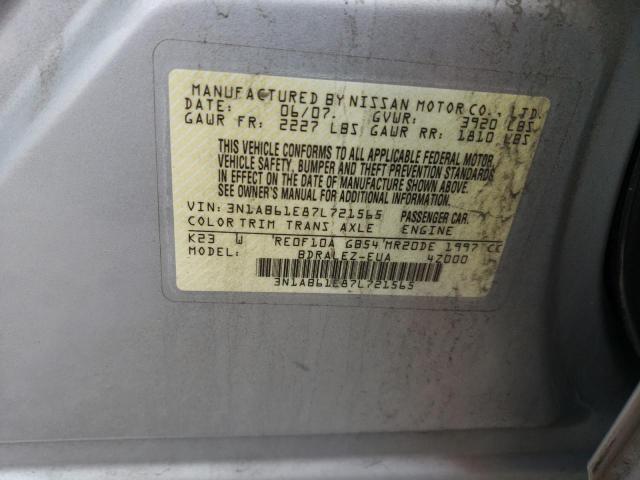 MANUFACTURED BY NISSAN MOTOR CO., LTD.
DATE: 06/07. GVWR: 3920 LBS
GAWR FR: 2227 LBS GAWR RR: 1810 LBS
THIS VEHICLE CONFORMS TO ALL APPLICABLE FEDERAL MOTOR
VEHICLE SAFETY, BUMPER AND THEFT PREVENTION STANDARDS
IN EFFECT ON THE DATE OF MANUFACTURE SHOWN ABOVE.
SEE OWNER'S MANUAL FOR ADDITIONAL INFORMATION.
VIN: 3N1AB61E87L721565 PASSENGER CAR.
COLOR TRIM TRANS AXLE ENGINE
K23 W RE0F10A GB54 MR20DE 1997 CC
MODEL: BDRALEZ-EUA 42000
3N1AB61E87L721565